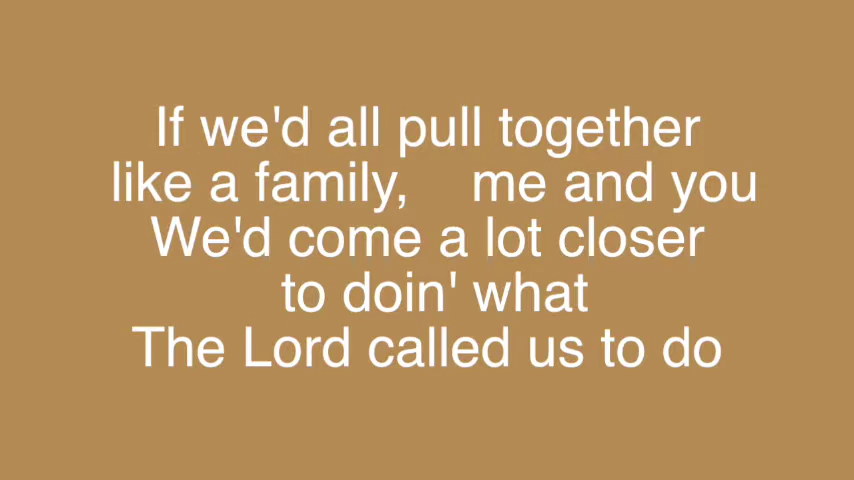 If we'd all pull together
like a family,    me and you
We'd come a lot closer
to doin' what
The Lord called us to do